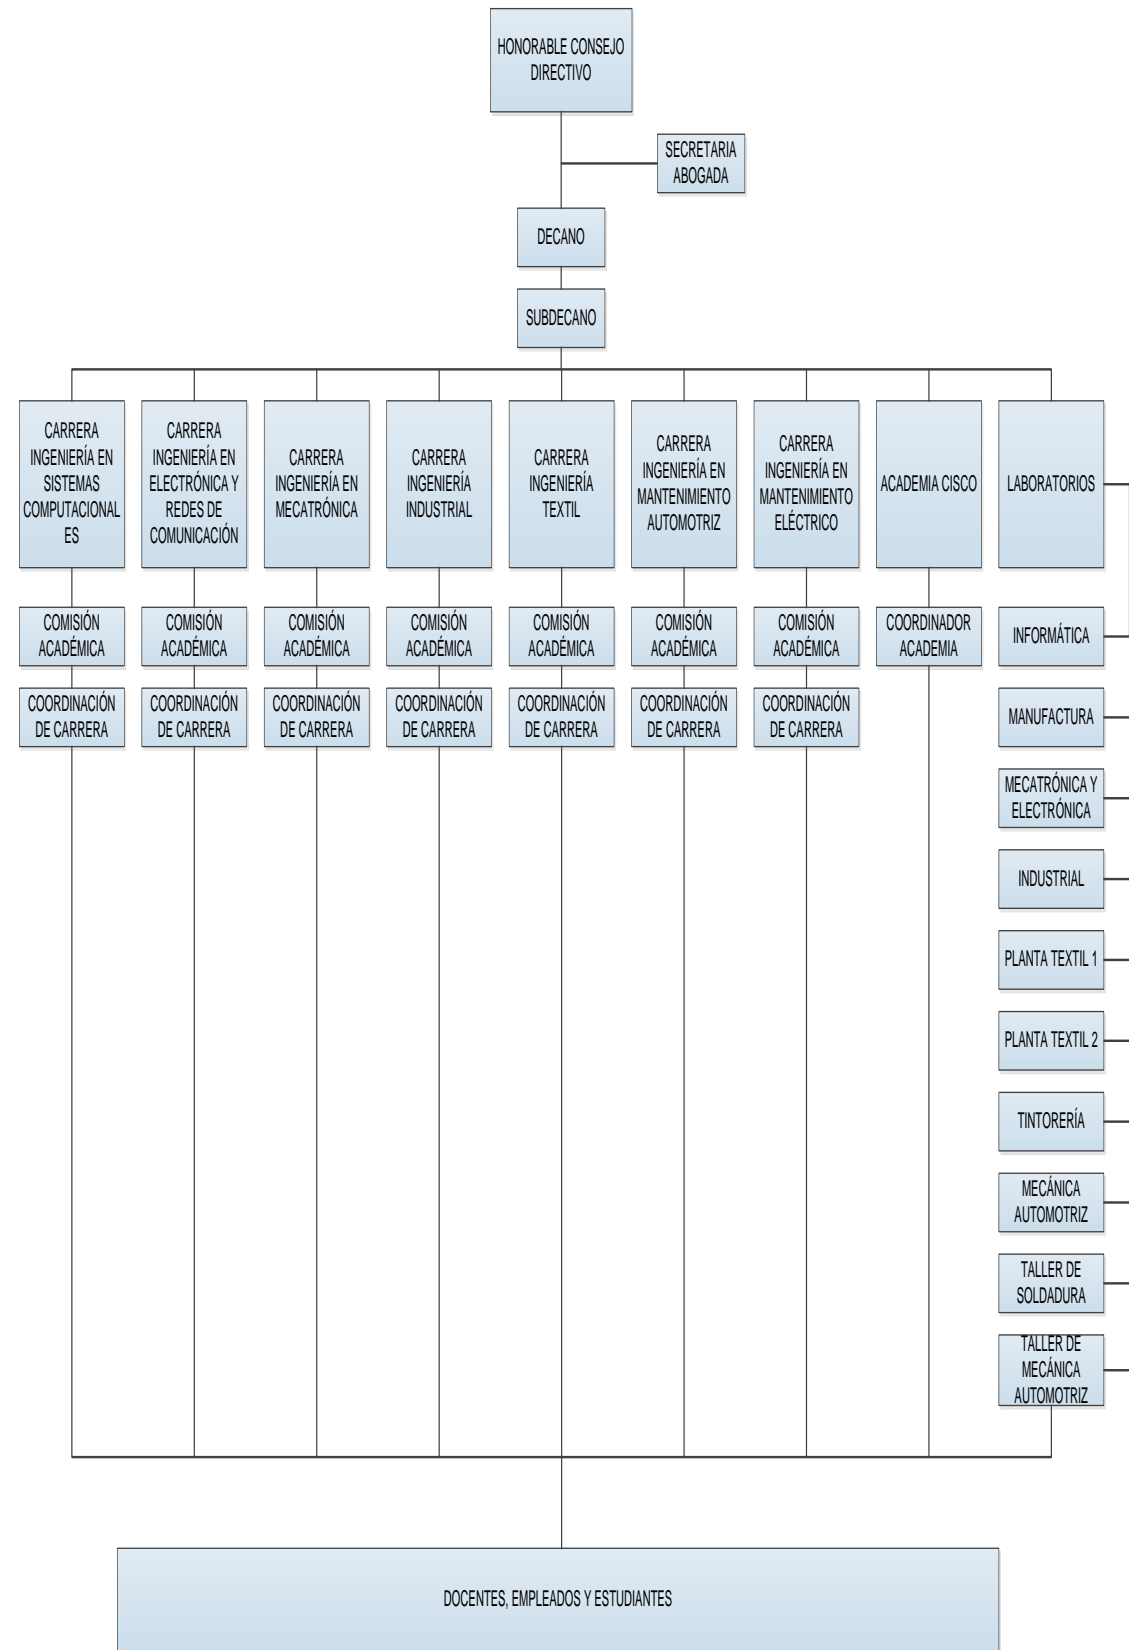 HONORABLE CONSEJO
DIRECTIVO
SECRETARIA
ABOGADA
DECANO
SUBDECANO
CARRERA
INGENIERÍA EN
SISTEMAS
COMPUTACIONAL
ES
CARRERA
INGENIERÍA EN
ELECTRÓNICA Y
REDES DE
COMUNICACIÓN
CARRERA
INGENIERÍA EN
MECATRÓNICA
CARRERA
INGENIERÍA
INDUSTRIAL
CARRERA
INGENIERÍA
TEXTIL
CARRERA
INGENIERÍA EN
MANTENIMIENTO
AUTOMOTRIZ
CARRERA
INGENIERÍA EN
MANTENIMIENTO
ELÉCTRICO
ACADEMIA CISCO
LABORATORIOS
COMISIÓN
ACADÉMICA
COMISIÓN
ACADÉMICA
COMISIÓN
ACADÉMICA
COMISIÓN
ACADÉMICA
COMISIÓN
ACADÉMICA
COMISIÓN
ACADÉMICA
COMISIÓN
ACADÉMICA
COORDINADOR
ACADEMIA
INFORMÁTICA
COORDINACIÓN
DE CARRERA
COORDINACIÓN
DE CARRERA
COORDINACIÓN
DE CARRERA
COORDINACIÓN
DE CARRERA
COORDINACIÓN
DE CARRERA
COORDINACIÓN
DE CARRERA
COORDINACIÓN
DE CARRERA
MANUFACTURA
MECATRÓNICA Y
ELECTRÓNICA
INDUSTRIAL
PLANTA TEXTIL 1
PLANTA TEXTIL 2
TINTORERÍA
MECÁNICA
AUTOMOTRIZ
TALLER DE
SOLDADURA
TALLER DE
MECÁNICA
AUTOMOTRIZ
DOCENTES, EMPLEADOS Y ESTUDIANTES